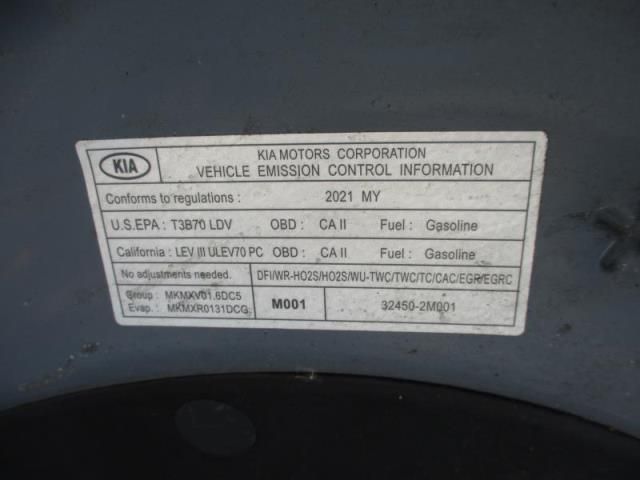 KIA
KIA MOTORS CORPORATION
VEHICLE EMISSION CONTROL INFORMATION
Conforms to regulations : 2021 MY
U.S.EPA : T3B70 LDV OBD : CA II Fuel : Gasoline
California : LEV III ULEV70 PC OBD : CA II Fuel : Gasoline
No adjustments needed. DFI/WR-HO2S/HO2S/WU-TWC/TWC/TC/CAC/EGR/EGRC
Group : MKMXV01.6DC5
Evap. : MKMXR0131DCG
M001 32450-2M001